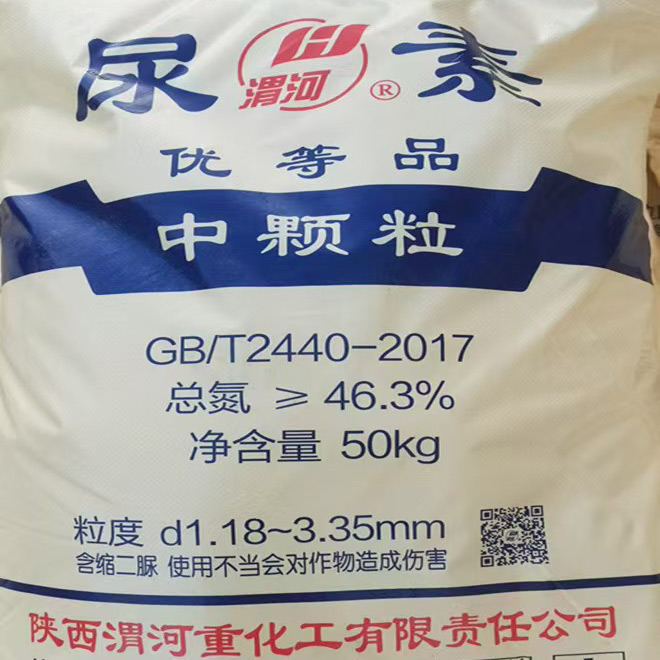 尿 渭河® 素
优等品
中颗粒
GB/T2440-2017
总氮 ≥ 46.3%
净含量 50kg
粒度 d1.18~3.35mm
含缩二脲 使用不当会对作物造成伤害
陕西渭河重化工有限责任公司